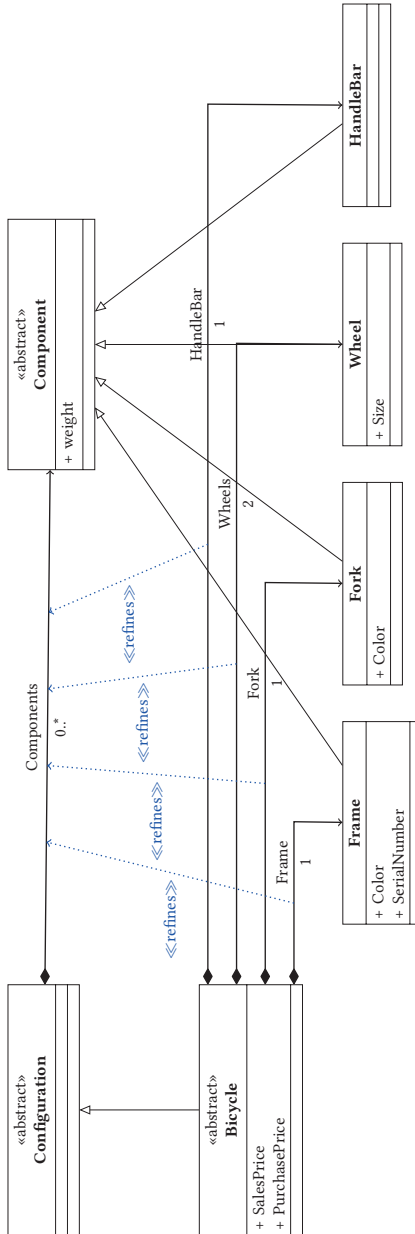 «abstract»
Configuration
Components
0..*
«abstract»
Component
+ weight
≪refines≫
≪refines≫
≪refines≫
≪refines≫
«abstract»
Bicycle
+ SalesPrice
+ PurchasePrice
HandleBar
1
Wheels
2
Fork
1
Frame
1
Frame
+ Color
+ SerialNumber
Fork
+ Color
Wheel
+ Size
HandleBar